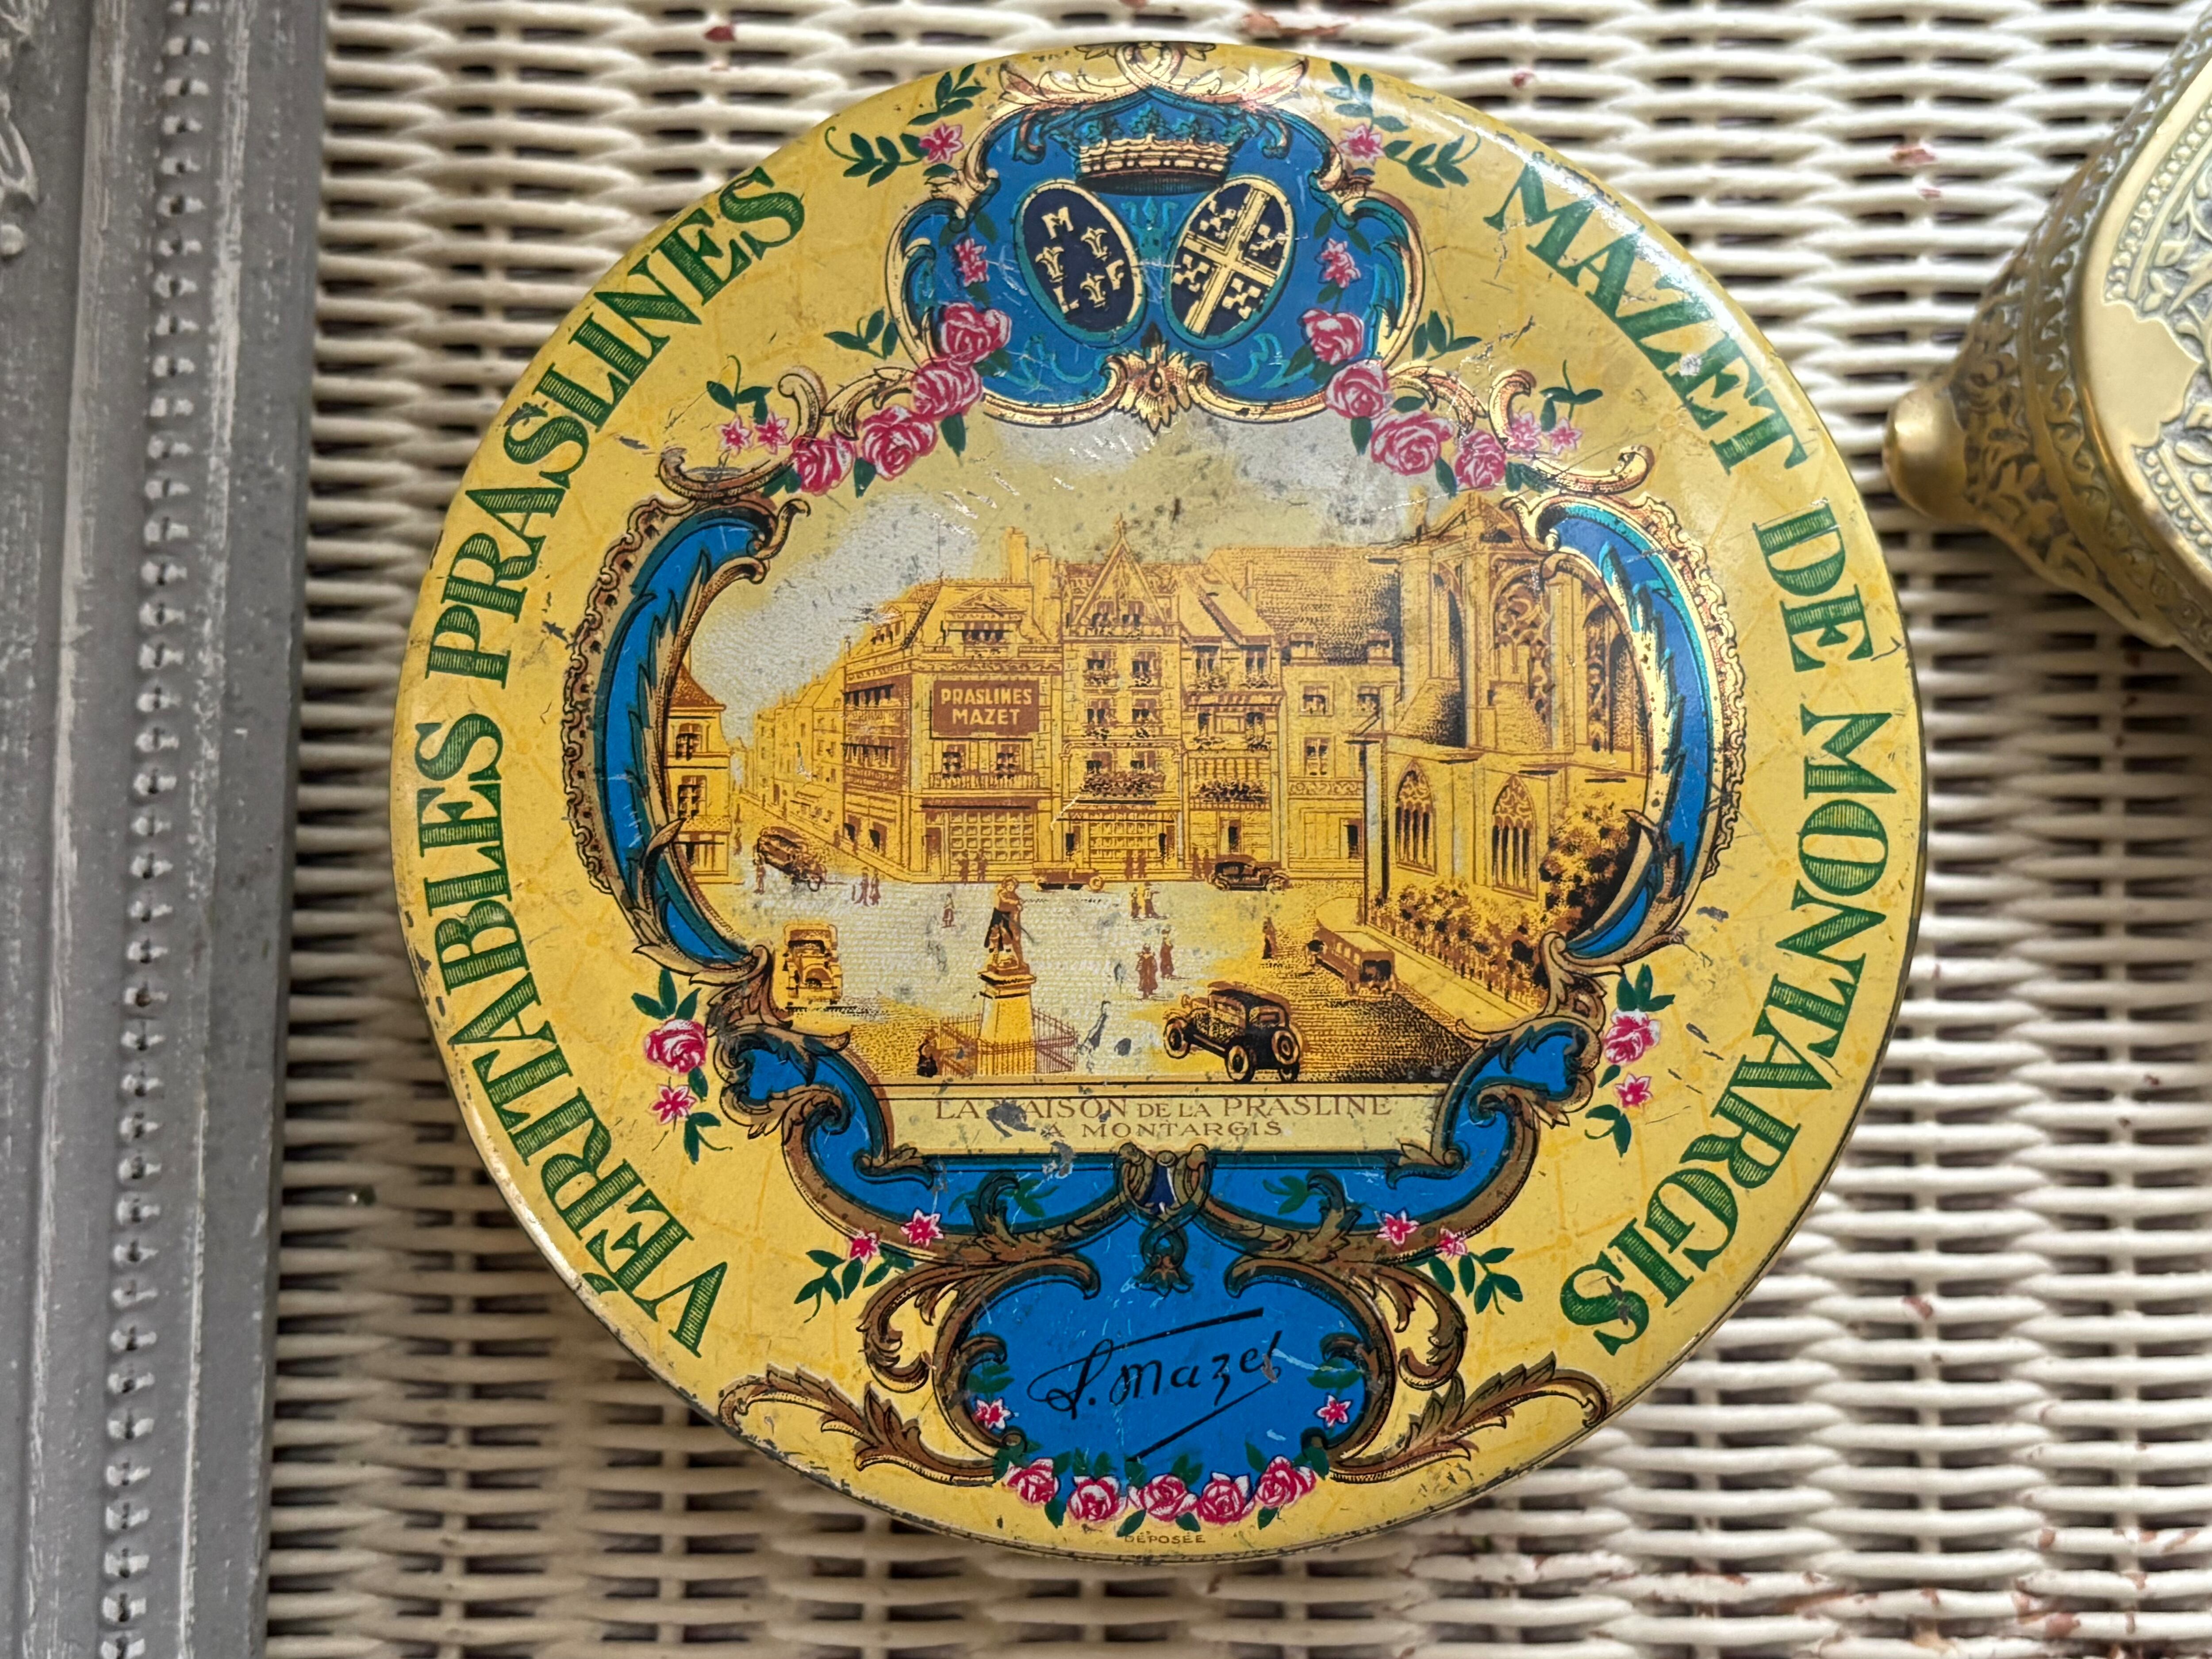 VÉRITABLES PRASLINES MAZET DE MONTARGIS
M
L F
PRASLINES
MAZET
LA MAISON DE LA PRASLINE
A MONTARGIS
L. Mazet
DÉPOSÉE